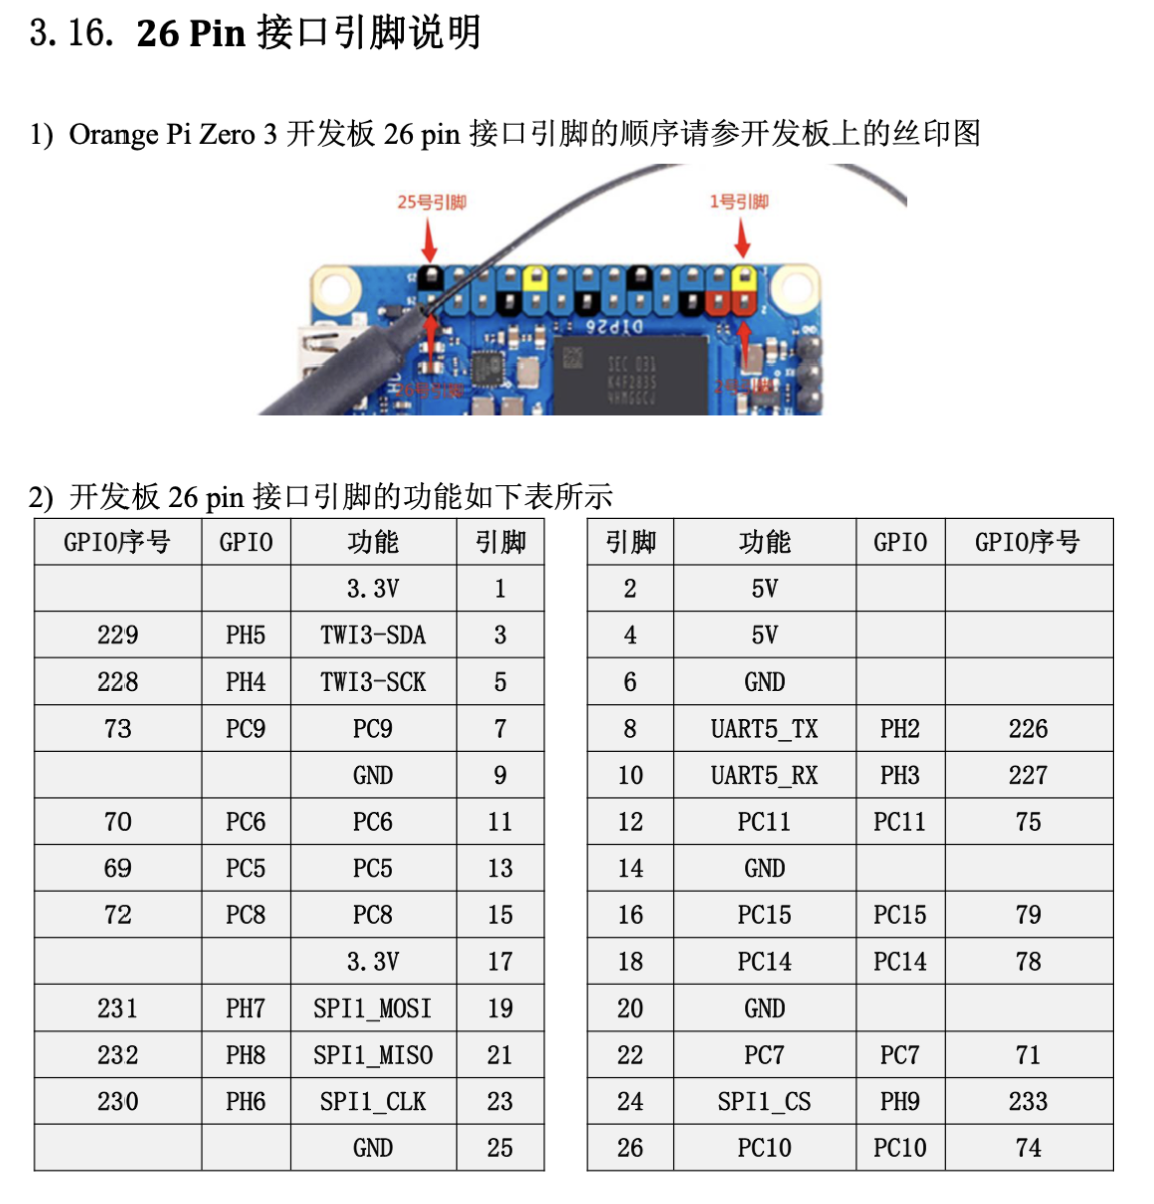 3.16. 26 Pin 接口引脚说明
1) Orange Pi Zero 3 开发板 26 pin 接口引脚的顺序请参开发板上的丝印图
25号引脚 1号引脚
25 1
26 2
DIP26
SEC 031
K4F2835
4HMGGCJ
26号引脚 2号引脚
2) 开发板 26 pin 接口引脚的功能如下表所示
GPIO序号 GPIO 功能 引脚 引脚 功能 GPIO GPIO序号
3.3V 1 2 5V
229 PH5 TWI3-SDA 3 4 5V
228 PH4 TWI3-SCK 5 6 GND
73 PC9 PC9 7 8 UART5_TX PH2 226
GND 9 10 UART5_RX PH3 227
70 PC6 PC6 11 12 PC11 PC11 75
69 PC5 PC5 13 14 GND
72 PC8 PC8 15 16 PC15 PC15 79
3.3V 17 18 PC14 PC14 78
231 PH7 SPI1_MOSI 19 20 GND
232 PH8 SPI1_MISO 21 22 PC7 PC7 71
230 PH6 SPI1_CLK 23 24 SPI1_CS PH9 233
GND 25 26 PC10 PC10 74